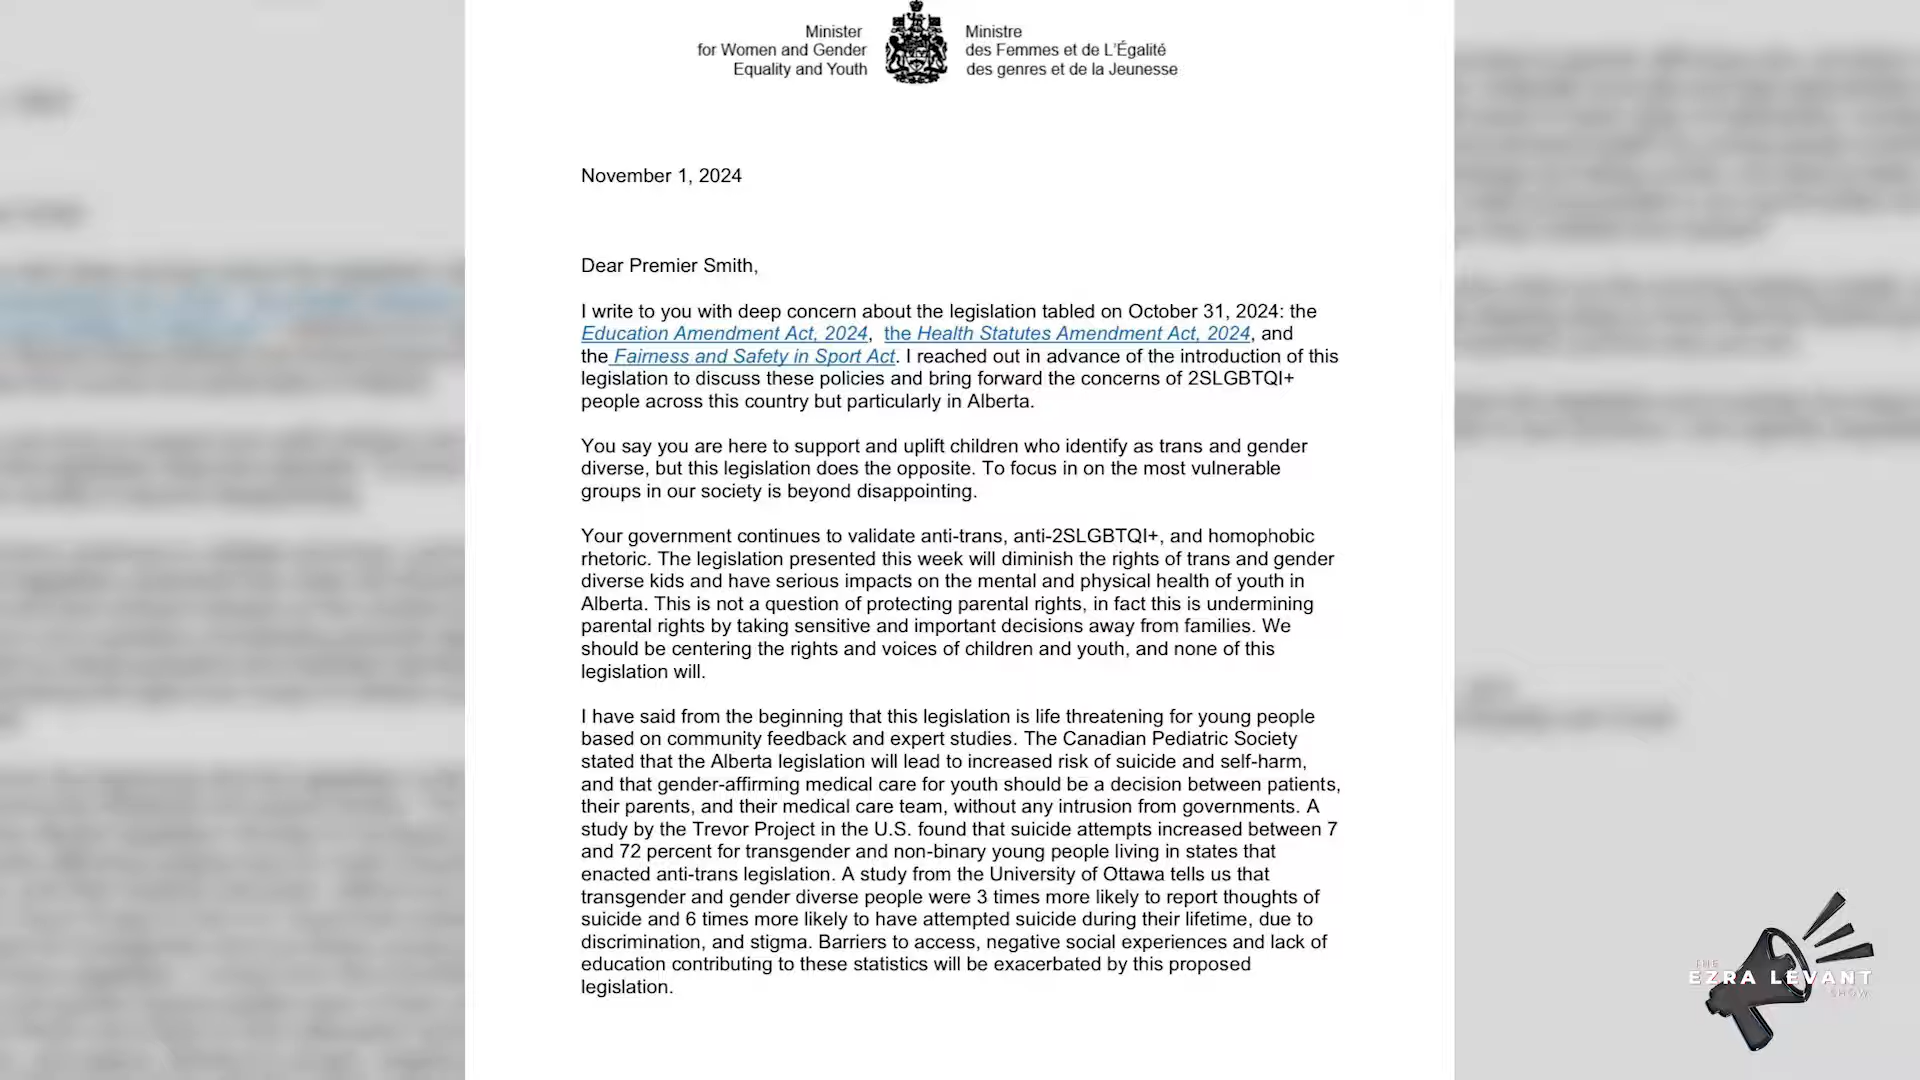 Minister
for Women and Gender
Equality and Youth
Ministre
des Femmes et de L'Égalité
des genres et de la Jeunesse
November 1, 2024
Dear Premier Smith,
I write to you with deep concern about the legislation tabled on October 31, 2024: the
Education Amendment Act, 2024, the Health Statutes Amendment Act, 2024, and
the Fairness and Safety in Sport Act. I reached out in advance of the introduction of this
legislation to discuss these policies and bring forward the concerns of 2SLGBTQI+
people across this country but particularly in Alberta.
You say you are here to support and uplift children who identify as trans and gender
diverse, but this legislation does the opposite. To focus in on the most vulnerable
groups in our society is beyond disappointing.
Your government continues to validate anti-trans, anti-2SLGBTQI+, and homophobic
rhetoric. The legislation presented this week will diminish the rights of trans and gender
diverse kids and have serious impacts on the mental and physical health of youth in
Alberta. This is not a question of protecting parental rights, in fact this is undermining
parental rights by taking sensitive and important decisions away from families. We
should be centering the rights and voices of children and youth, and none of this
legislation will.
I have said from the beginning that this legislation is life threatening for young people
based on community feedback and expert studies. The Canadian Pediatric Society
stated that the Alberta legislation will lead to increased risk of suicide and self-harm,
and that gender-affirming medical care for youth should be a decision between patients,
their parents, and their medical care team, without any intrusion from governments. A
study by the Trevor Project in the U.S. found that suicide attempts increased between 7
and 72 percent for transgender and non-binary young people living in states that
enacted anti-trans legislation. A study from the University of Ottawa tells us that
transgender and gender diverse people were 3 times more likely to report thoughts of
suicide and 6 times more likely to have attempted suicide during their lifetime, due to
discrimination, and stigma. Barriers to access, negative social experiences and lack of
education contributing to these statistics will be exacerbated by this proposed
legislation.
THE
EZRA LEVANT
SHOW